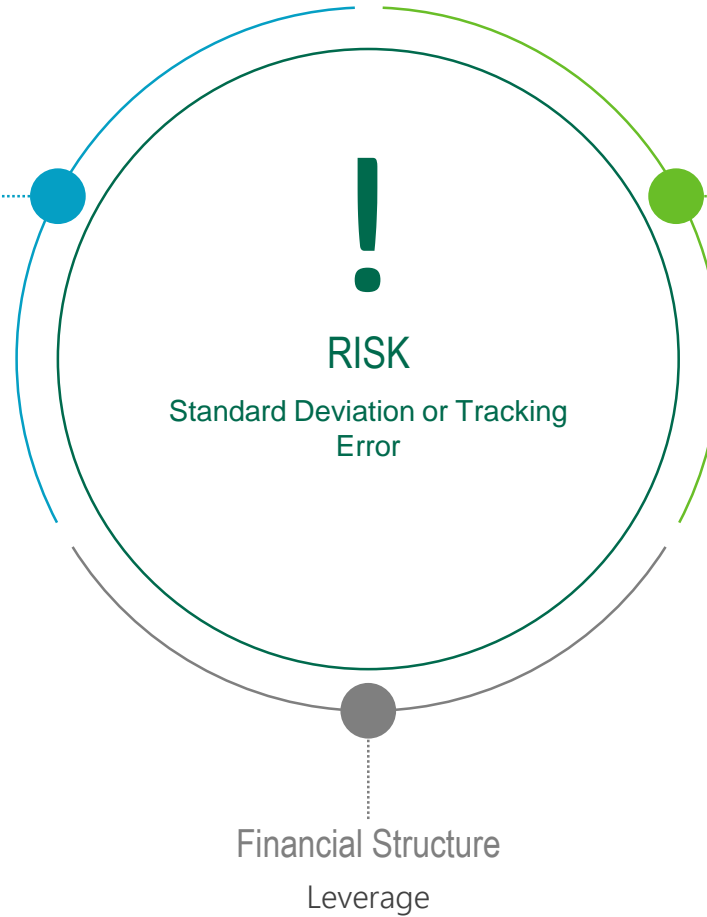 !
RISK
Standard Deviation or Tracking
Error
Financial Structure
Leverage